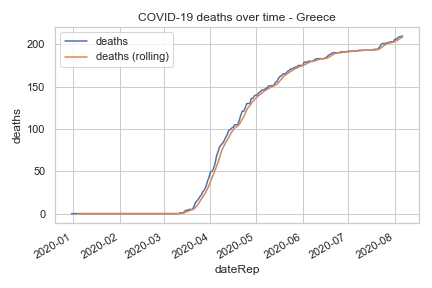 COVID-19 deaths over time - Greece
deaths
deaths (rolling)
200
150
100
50
0
deaths
2020-01
2020-02
2020-03
2020-04
2020-05
2020-06
2020-07
2020-08
dateRep